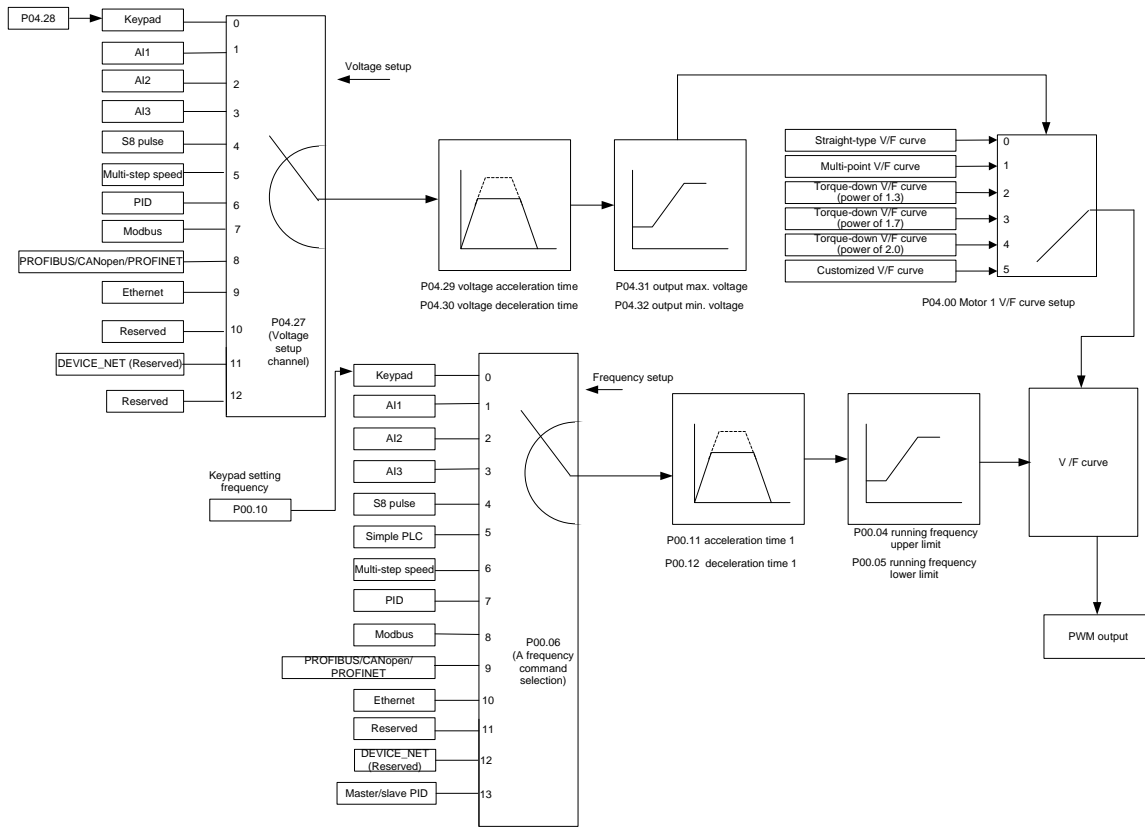 P04.28
Keypad
0
AI1
1
AI2
2
AI3
3
S8 pulse
4
Multi-step speed
5
PID
6
Modbus
7
PROFIBUS/CANopen/PROFINET
8
Ethernet
9
Reserved
10
DEVICE_NET (Reserved)
11
Reserved
12
P04.27
(Voltage
setup
channel)
Voltage setup
P04.29 voltage acceleration time
P04.30 voltage deceleration time
P04.31 output max. voltage
P04.32 output min. voltage
Straight-type V/F curve
0
Multi-point V/F curve
1
Torque-down V/F curve
(power of 1.3)
2
Torque-down V/F curve
(power of 1.7)
3
Torque-down V/F curve
(power of 2.0)
4
Customized V/F curve
5
P04.00 Motor 1 V/F curve setup
Keypad setting
frequency
P00.10
Keypad
0
AI1
1
AI2
2
AI3
3
S8 pulse
4
Simple PLC
5
Multi-step speed
6
PID
7
Modbus
8
PROFIBUS/CANopen/
PROFINET
9
Ethernet
10
Reserved
11
DEVICE_NET
(Reserved)
12
Master/slave PID
13
P00.06
(A frequency
command
selection)
Frequency setup
P00.11 acceleration time 1
P00.12 deceleration time 1
P00.04 running frequency
upper limit
P00.05 running frequency
lower limit
V /F curve
PWM output